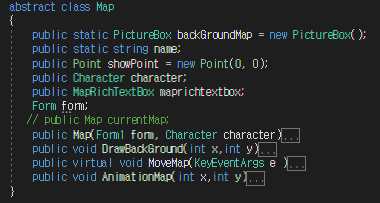 abstract class Map
{
public static PictureBox backGroundMap = new PictureBox();
public static string name;
public Point showPoint = new Point(0, 0);
public Character character;
public MapRichTextBox maprichtextbox;
Form form;
// public Map currentMap;
public Map(Form1 form, Character character)...
public void DrawBackGround(int x,int y)...
public virtual void MoveMap(KeyEventArgs e )...
public void AnimationMap(int x,int y)...
}